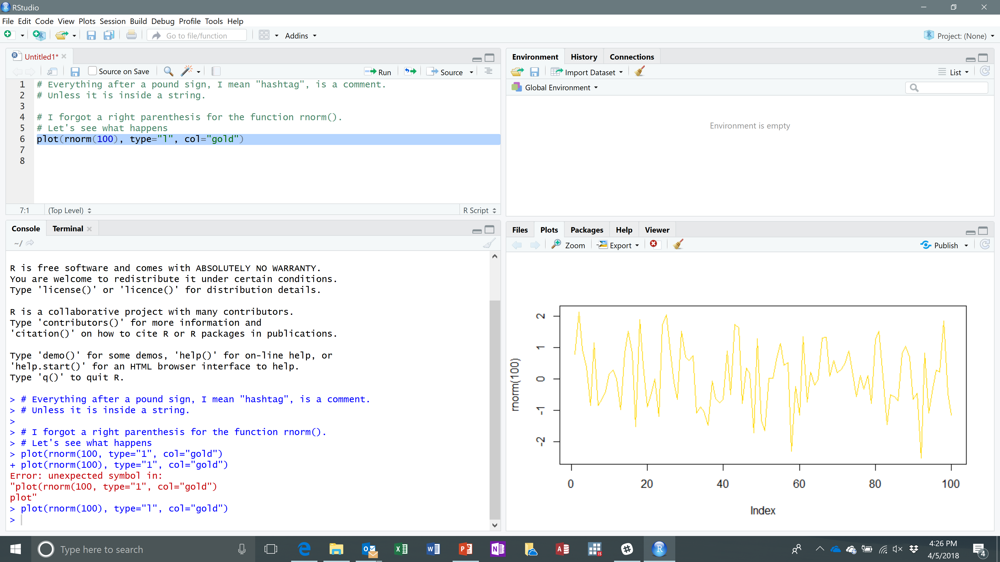 RStudio
File Edit Code View Plots Session Build Debug Profile Tools Help
Go to file/function
Addins
Project: (None)
Untitled1*
Source on Save
Run
Source
1 # Everything after a pound sign, I mean "hashtag", is a comment.
2 # Unless it is inside a string.
3
4 # I forgot a right parenthesis for the function rnorm().
5 # Let's see what happens
6 plot(rnorm(100), type="l", col="gold")
7
8
7:1 (Top Level) R Script
Environment History Connections
Import Dataset
List
Global Environment
Environment is empty
Console Terminal
~/
R is free software and comes with ABSOLUTELY NO WARRANTY.
You are welcome to redistribute it under certain conditions.
Type 'license()' or 'licence()' for distribution details.
R is a collaborative project with many contributors.
Type 'contributors()' for more information and
'citation()' on how to cite R or R packages in publications.
Type 'demo()' for some demos, 'help()' for on-line help, or
'help.start()' for an HTML browser interface to help.
Type 'q()' to quit R.
> # Everything after a pound sign, I mean "hashtag", is a comment.
> # Unless it is inside a string.
>
> # I forgot a right parenthesis for the function rnorm().
> # Let's see what happens
> plot(rnorm(100, type="1", col="gold")
+ plot(rnorm(100), type="1", col="gold")
Error: unexpected symbol in:
"plot(rnorm(100, type="1", col="gold")
plot"
> plot(rnorm(100), type="l", col="gold")
>
Files Plots Packages Help Viewer
Zoom
Export
Publish
rnorm(100)
2
1
0
-1
-2
0 20 40 60 80 100
Index
Type here to search
15
4:26 PM
4/5/2018
4